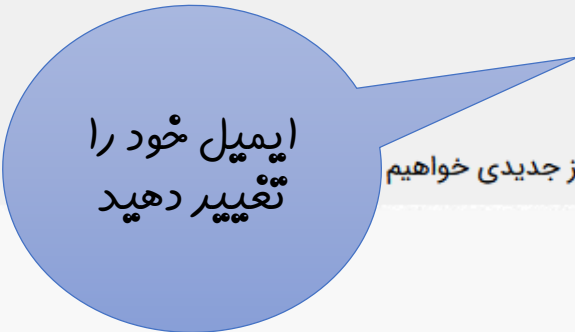 ایمیل خود را
تغییر دهید
ز جدیدی خواهیم